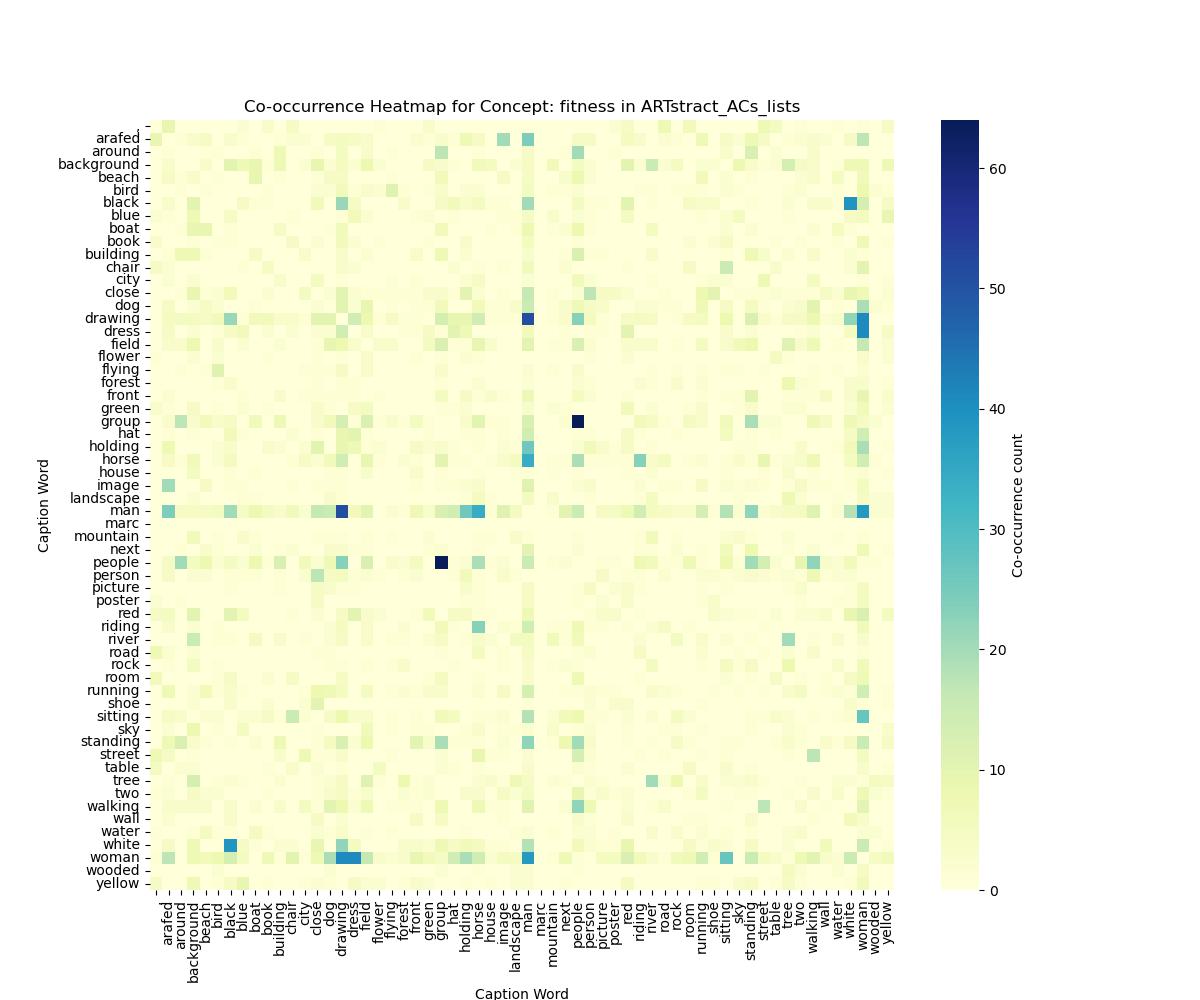 Co-occurrence Heatmap for Concept: fitness in ARTstract_ACs_lists
,
arafed
around
background
beach
bird
black
blue
boat
book
building
chair
city
close
dog
drawing
dress
field
flower
flying
forest
front
green
group
hat
holding
horse
house
image
landscape
man
marc
mountain
next
people
person
picture
poster
red
riding
river
road
rock
room
running
shoe
sitting
sky
standing
street
table
tree
two
walking
wall
water
white
woman
wooded
yellow
Caption Word
,
arafed
around
background
beach
bird
black
blue
boat
book
building
chair
city
close
dog
drawing
dress
field
flower
flying
forest
front
green
group
hat
holding
horse
house
image
landscape
man
marc
mountain
next
people
person
picture
poster
red
riding
river
road
rock
room
running
shoe
sitting
sky
standing
street
table
tree
two
walking
wall
water
white
woman
wooded
yellow
Caption Word
60
50
40
30
20
10
0
Co-occurrence count